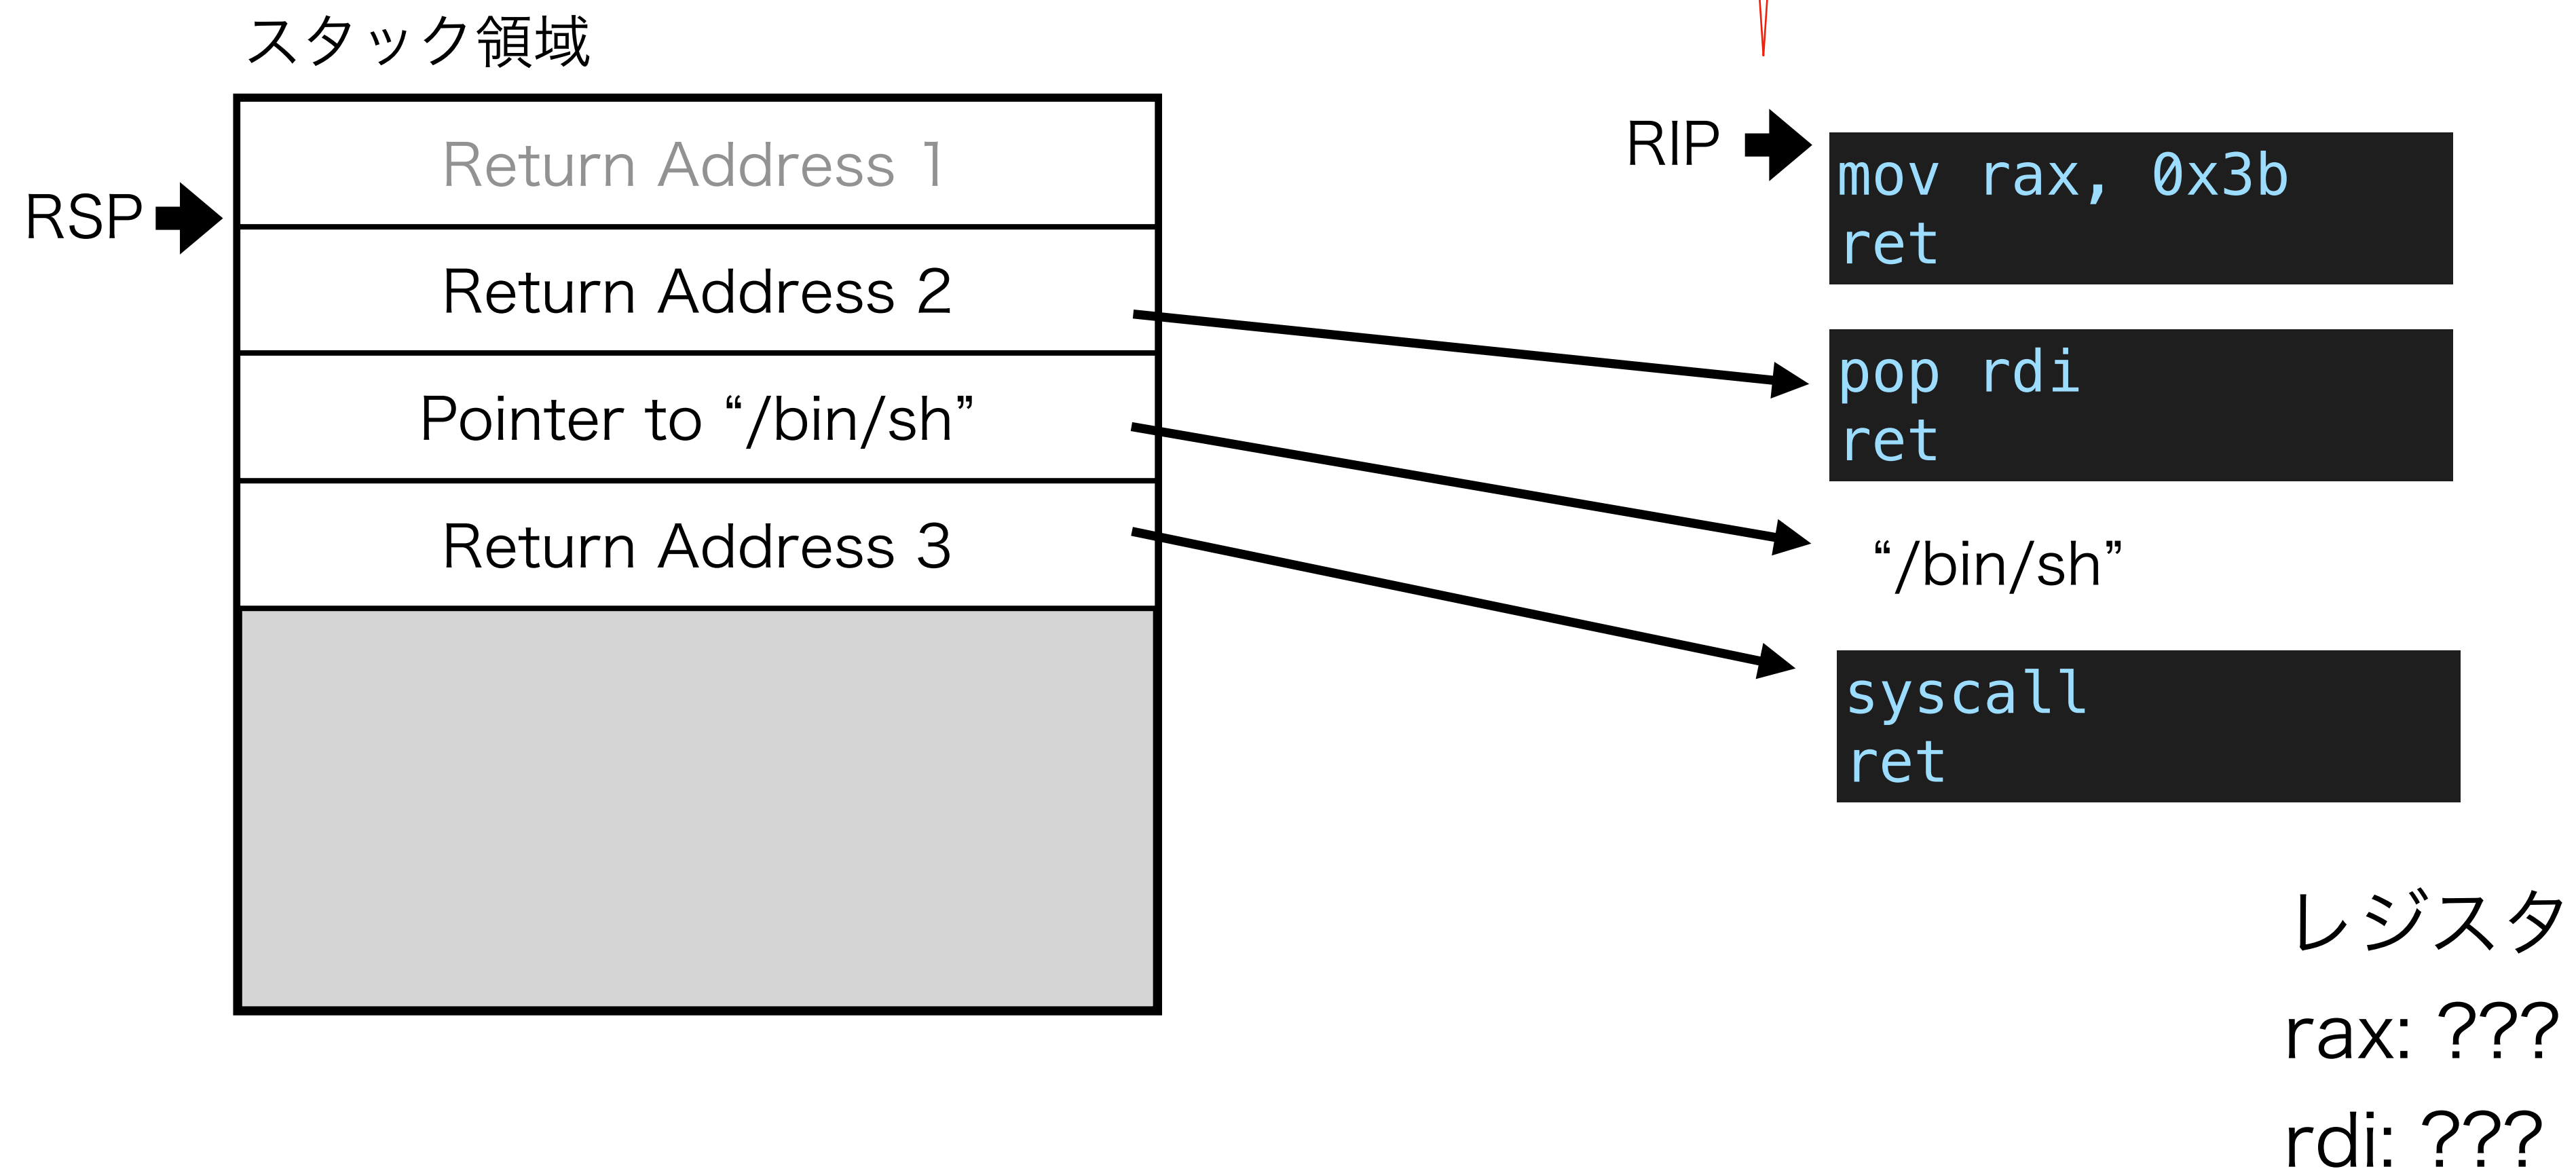 スタック領域
Return Address 1
RSP
Return Address 2
Pointer to “/bin/sh”
Return Address 3
RIP
mov rax, 0x3b
ret
pop rdi
ret
“/bin/sh”
syscall
ret
レジスタ
rax: ???
rdi: ???